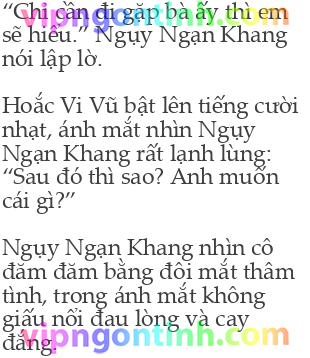 “Chỉ cần đi gặp bà ấy thì em
vipngontinh.com
sẽ hiểu.” Ngụy Ngạn Khang
nói lập lờ.
Hoắc Vi Vũ bật lên tiếng cười
nhạt, ánh mắt nhìn Ngụy
Ngạn Khang rất lạnh lùng:
“Sau đó thì sao? Anh muốn
cái gì?”
Ngụy Ngạn Khang nhìn cô
đăm đăm bằng đôi mắt thâm
tình, trong ánh mắt không
giấu nổi đau lòng và cay
vipngontinh.com
đắng.